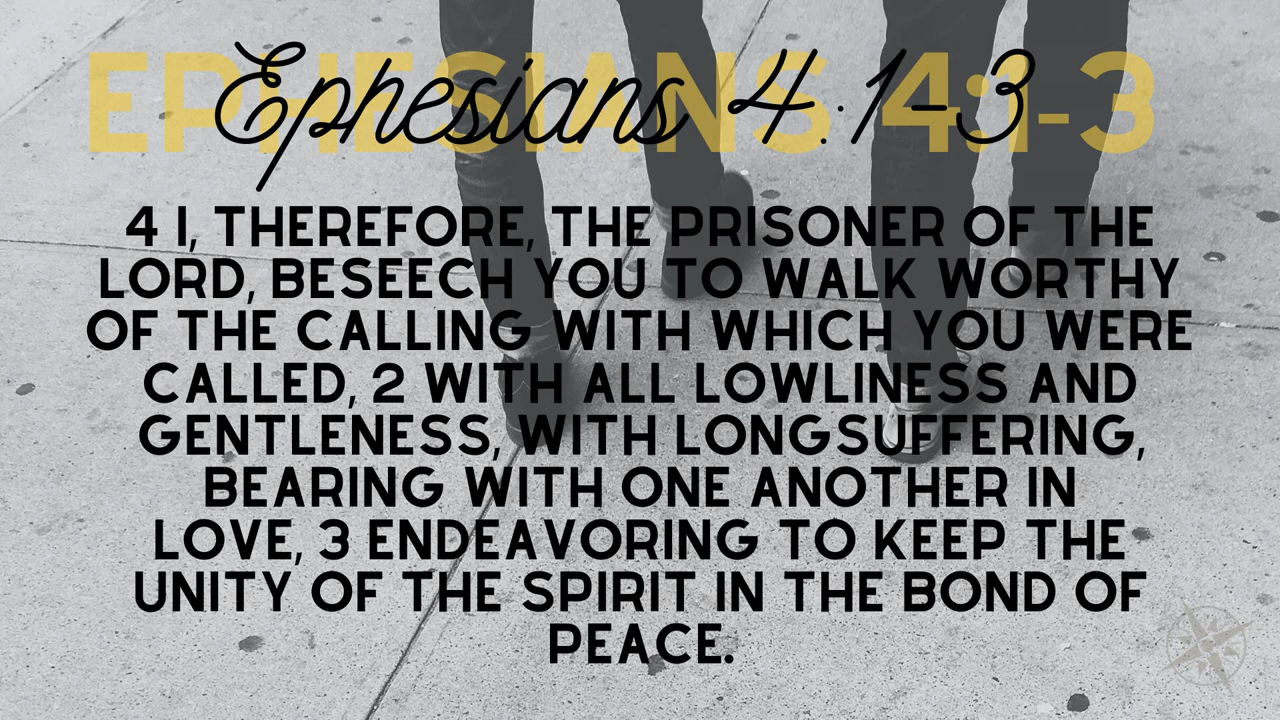 EPHESIANS 4:1-3
Ephesians 4:1-3
4 I, THEREFORE, THE PRISONER OF THE
LORD, BESEECH YOU TO WALK WORTHY
OF THE CALLING WITH WHICH YOU WERE
CALLED, 2 WITH ALL LOWLINESS AND
GENTLENESS, WITH LONGSUFFERING,
BEARING WITH ONE ANOTHER IN
LOVE, 3 ENDEAVORING TO KEEP THE
UNITY OF THE SPIRIT IN THE BOND OF
PEACE.